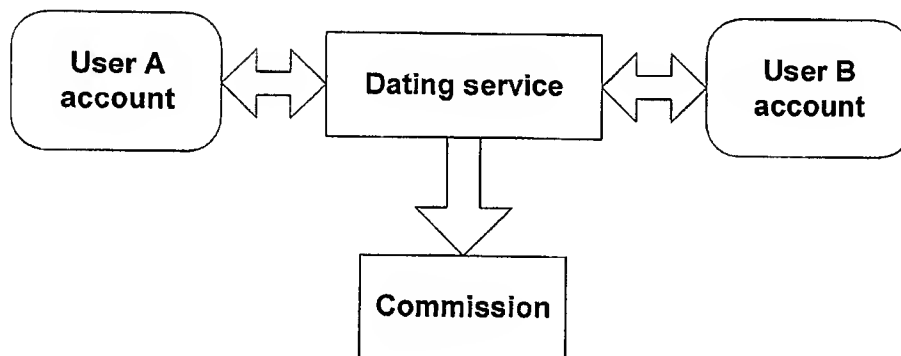 User A
account
Dating service
User B
account
Commission